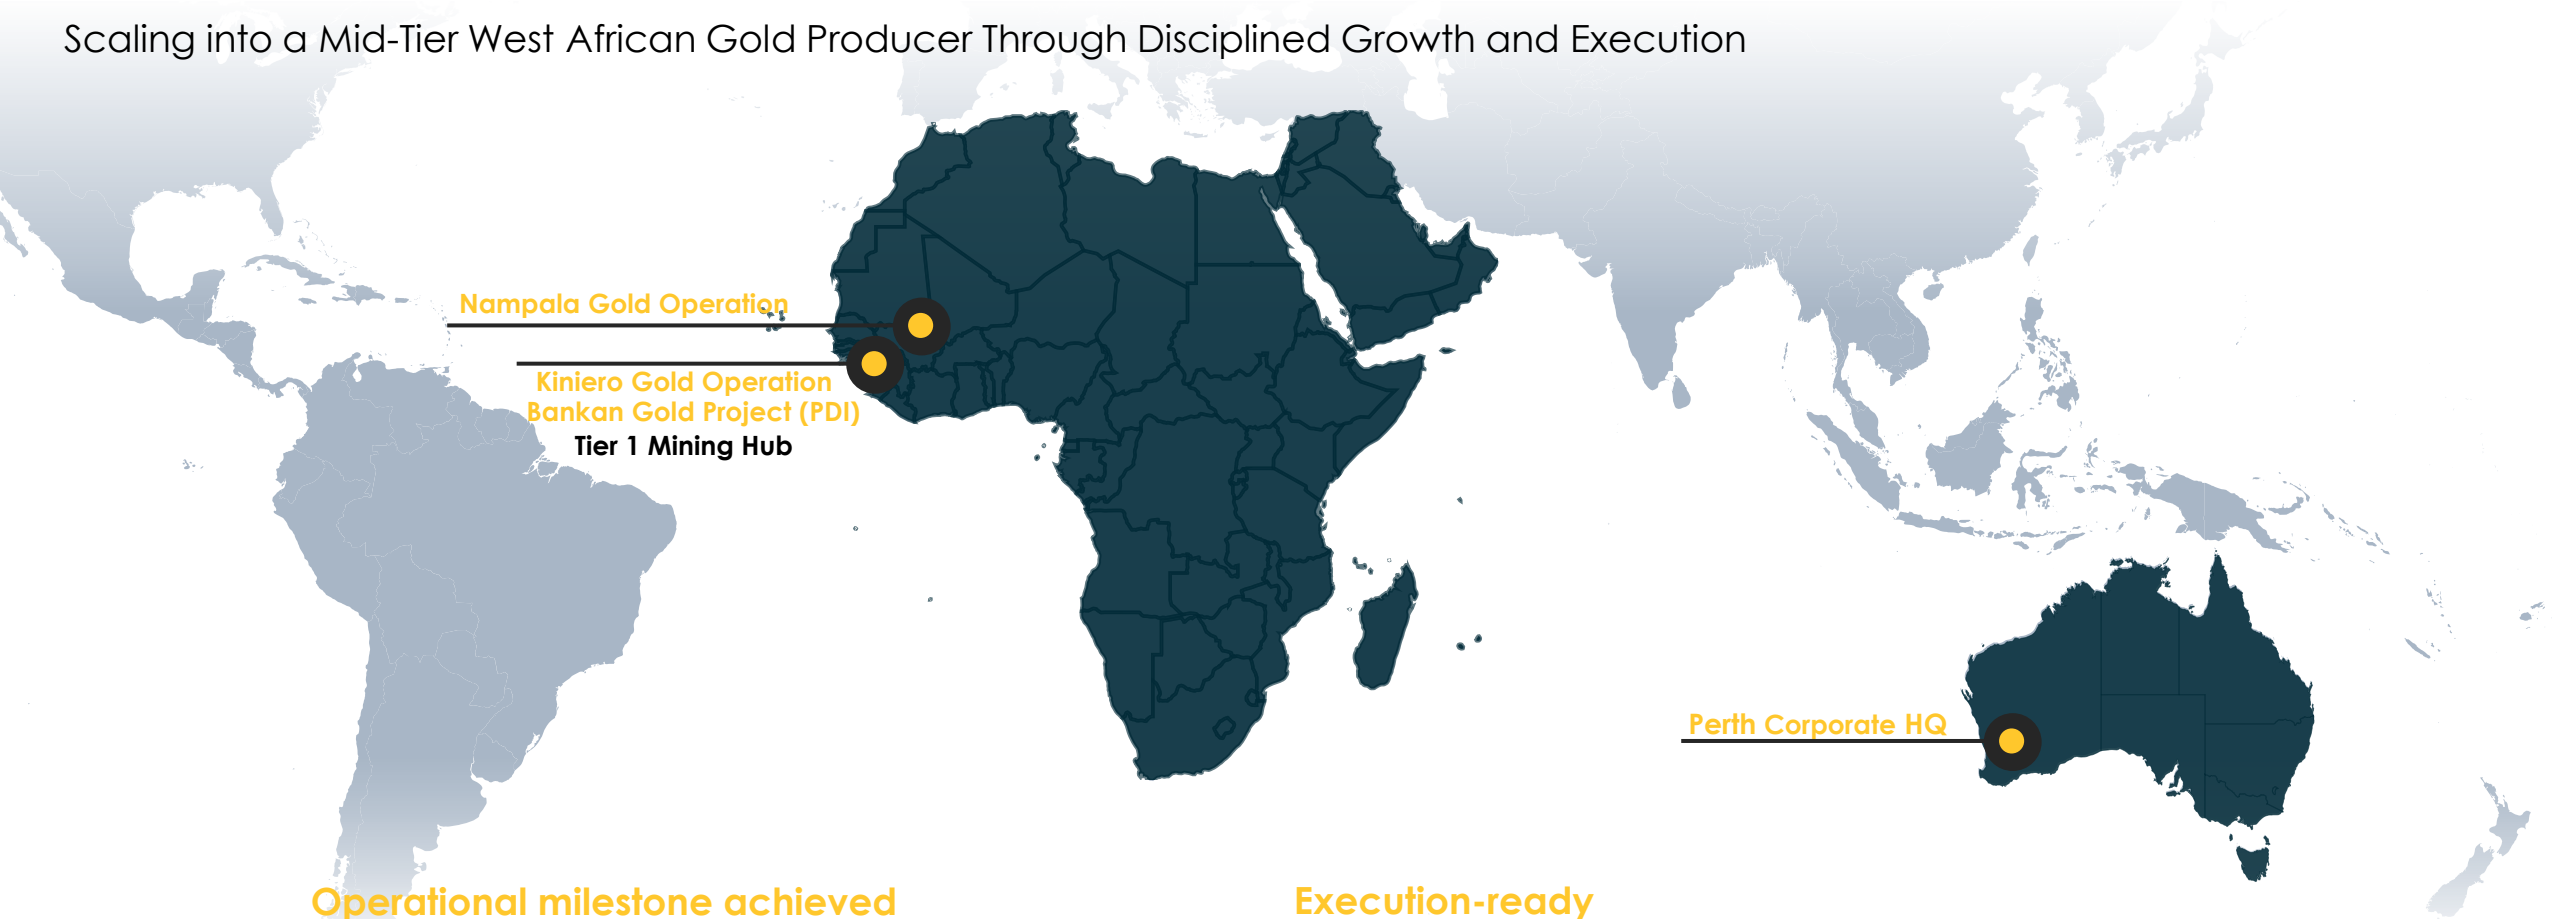 Scaling into a Mid-Tier West African Gold Producer Through Disciplined Growth and Execution
Nampala Gold Operation
Kiniero Gold Operation
Bankan Gold Project (PDI)
Tier 1 Mining Hub
Perth Corporate HQ
Operational milestone achieved
Execution-ready